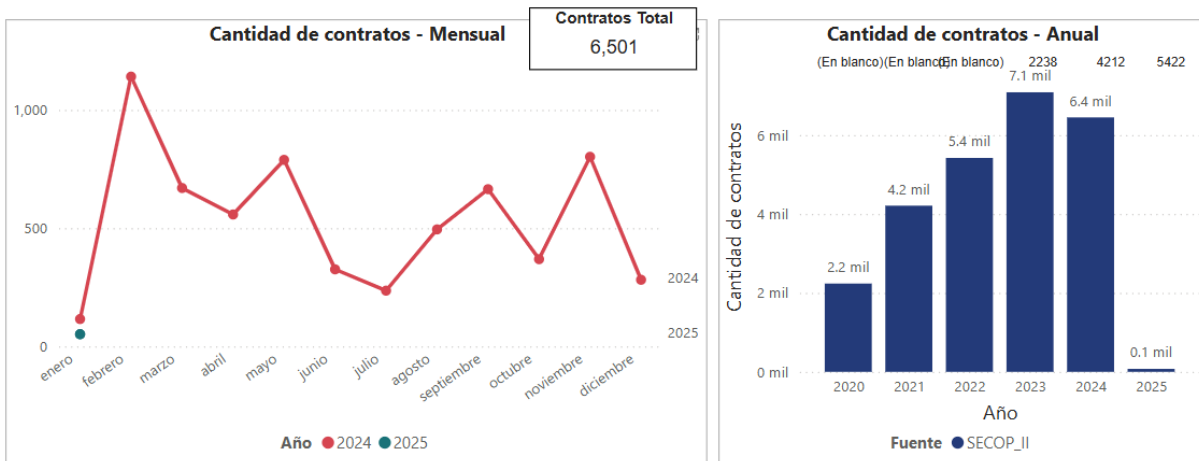 Cantidad de contratos - Mensual
Contratos Total
6,501
1,000
500
0
2024
2025
enero
febrero
marzo
abril
mayo
junio
julio
agosto
septiembre
octubre
noviembre
diciembre
Año 2024 2025
Cantidad de contratos - Anual
(En blanco) (En blanco) (En blanco) 2238 4212 5422
Cantidad de contratos
6 mil
4 mil
2 mil
0 mil
2.2 mil
4.2 mil
5.4 mil
7.1 mil
6.4 mil
0.1 mil
2020 2021 2022 2023 2024 2025
Año
Fuente SECOP_II